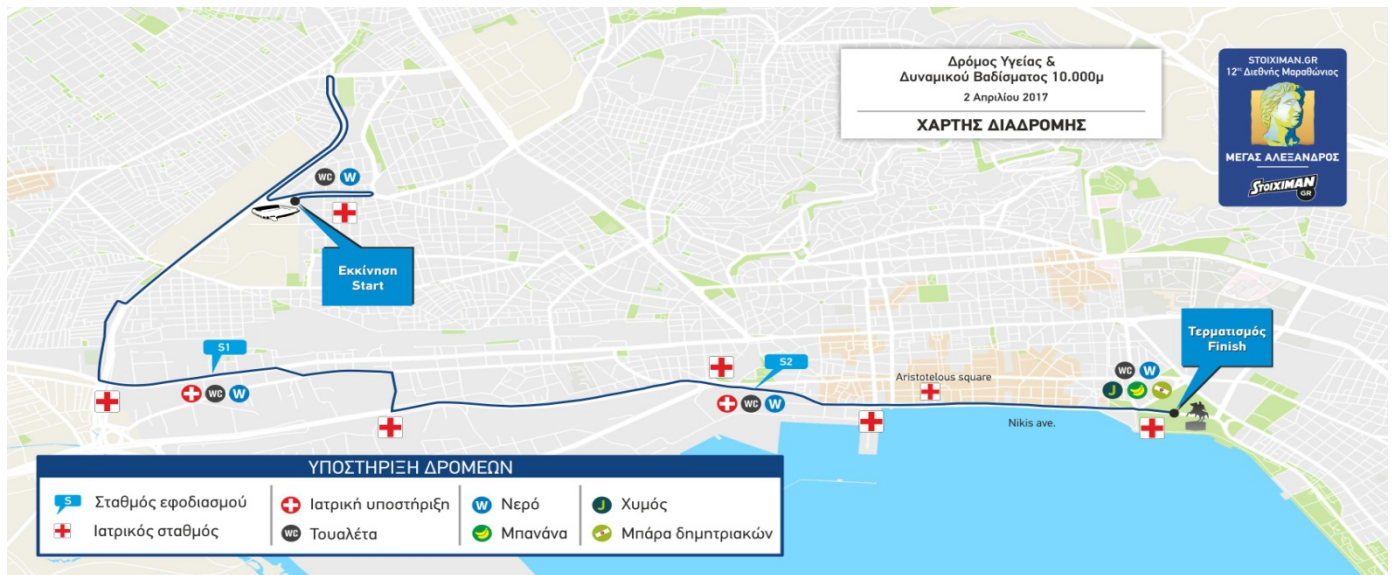 Δρόμος Υγείας &
Δυναμικού Βαδίσματος 10.000μ
2 Απριλίου 2017
ΧΑΡΤΗΣ ΔΙΑΔΡΟΜΗΣ
STOIXIMAN.GR
12ος Διεθνής Μαραθώνιος
ΜΕΓΑΣ ΑΛΕΞΑΝΔΡΟΣ
STOIXIMAN
GR
WC W
Εκκίνηση
Start
S1
WC W
S2
WC W
Aristotelous square
Nikis ave.
Τερματισμός
Finish
WC W
J
ΥΠΟΣΤΗΡΙΞΗ ΔΡΟΜΕΩΝ
S Σταθμός εφοδιασμού
Ιατρική υποστήριξη
W Νερό
J Χυμός
Ιατρικός σταθμός
WC Τουαλέτα
Μπανάνα
Μπάρα δημητριακών